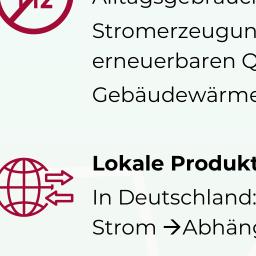 Stromerzeugun
erneuerbaren Q
Gebäudewärme
Lokale Produkt
In Deutschland:
Strom →Abhäng